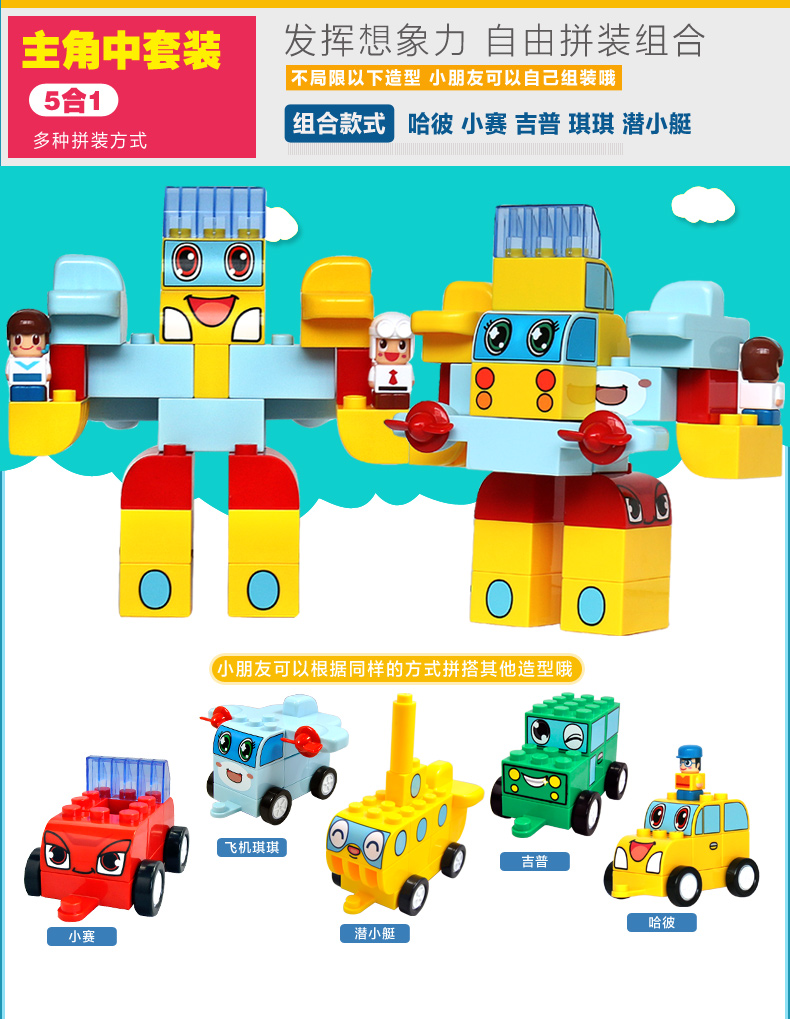 主角中套装
5合1
多种拼装方式
发挥想象力 自由拼装组合
不局限以下造型 小朋友可以自己组装哦
组合款式 哈彼 小赛 吉普 琪琪 潜小艇
小朋友可以根据同样的方式拼搭其他造型哦
飞机琪琪
吉普
小赛
潜小艇
哈彼